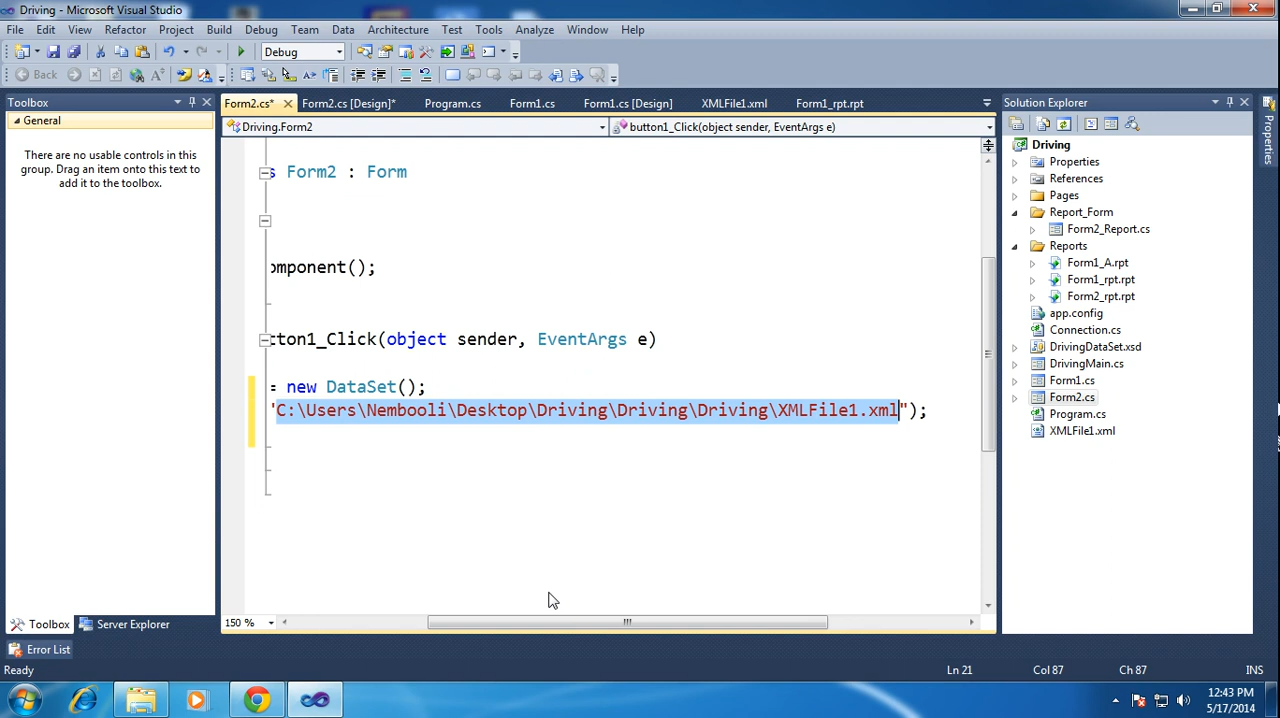 Driving - Microsoft Visual Studio
File Edit View Refactor Project Build Debug Team Data Architecture Test Tools Analyze Window Help
Debug
Back
Toolbox
General
There are no usable controls in this
group. Drag an item onto this text to
add it to the toolbox.
Toolbox Server Explorer
Form2.cs* Form2.cs [Design]* Program.cs Form1.cs Form1.cs [Design] XMLFile1.xml Form1_rpt.rpt
Driving.Form2 button1_Click(object sender, EventArgs e)
s Form2 : Form
omponent();
tton1_Click(object sender, EventArgs e)
= new DataSet();
"C:\Users\Nembooli\Desktop\Driving\Driving\Driving\XMLFile1.xml");
150 %
Solution Explorer
Driving
Properties
References
Pages
Report_Form
Form2_Report.cs
Reports
Form1_A.rpt
Form1_rpt.rpt
Form2_rpt.rpt
app.config
Connection.cs
DrivingDataSet.xsd
DrivingMain.cs
Form1.cs
Form2.cs
Program.cs
XMLFile1.xml
Properties
Error List
Ready Ln 21 Col 87 Ch 87 INS
12:43 PM
5/17/2014